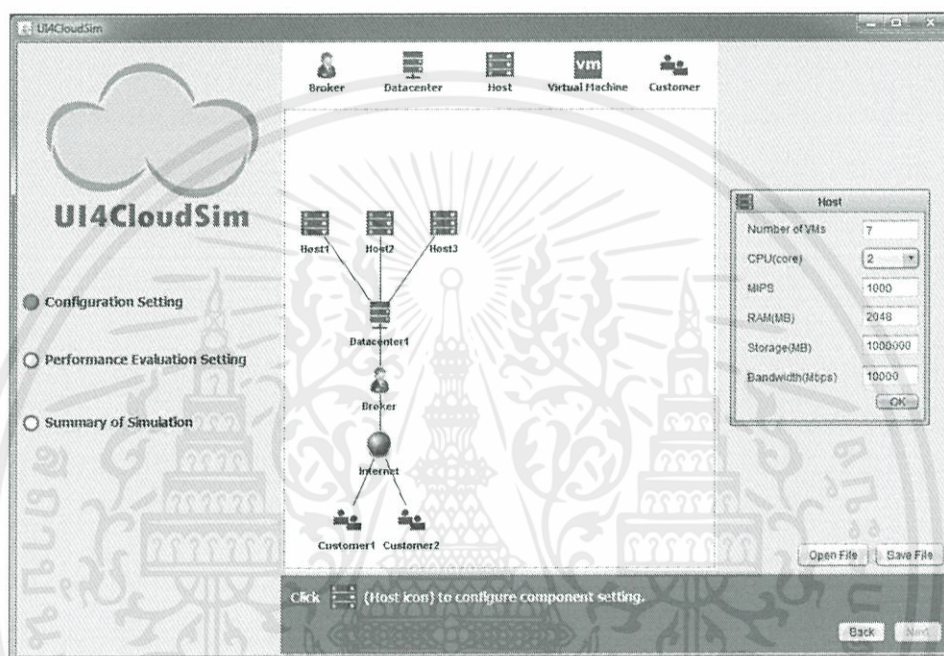 UI4CloudSim
Broker
Datacenter
Host
Virtual Machine
Customer
vm
UI4CloudSim
Configuration Setting
Performance Evaluation Setting
Summary of Simulation
Host1
Host2
Host3
Datacenter1
Broker
Internet
Customer1
Customer2
Host
Number of VMs 7
CPU(core) 2
MIPS 1000
RAM(MB) 2048
Storage(MB) 1000000
Bandwidth(Mbps) 10000
OK
Open File
Save File
Click (Host icon) to configure component setting.
Back
Next